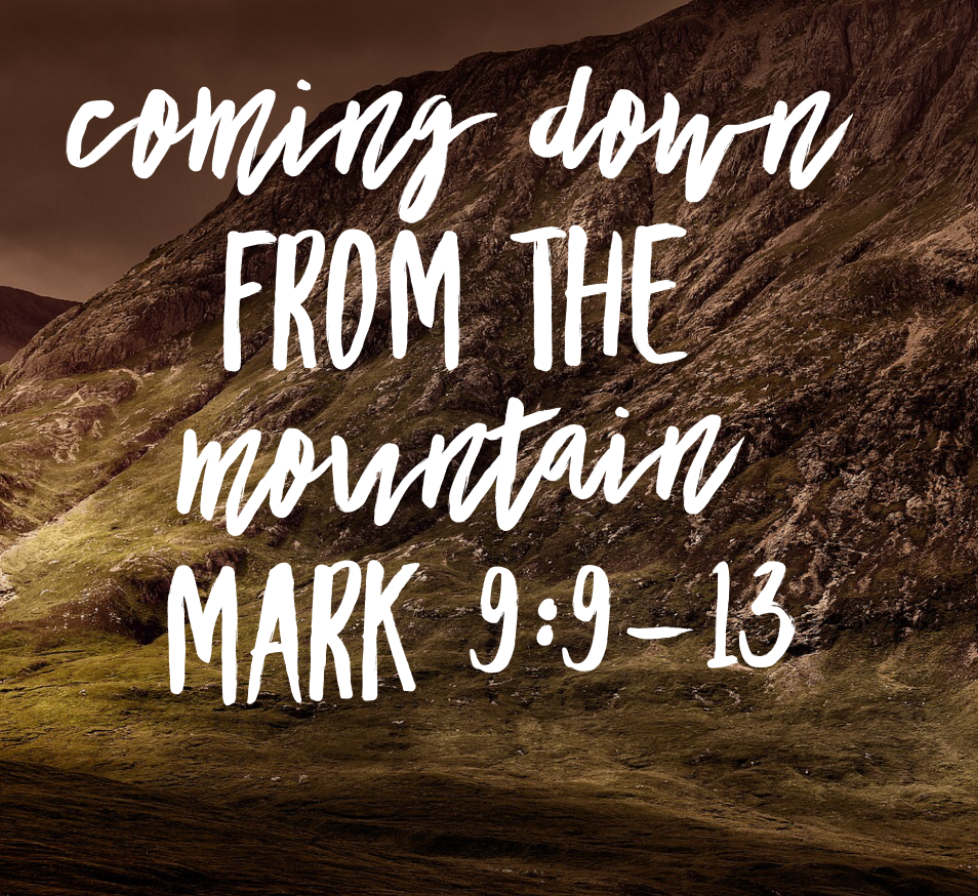 coming down
FROM THE
mountain
MARK 9:9-13